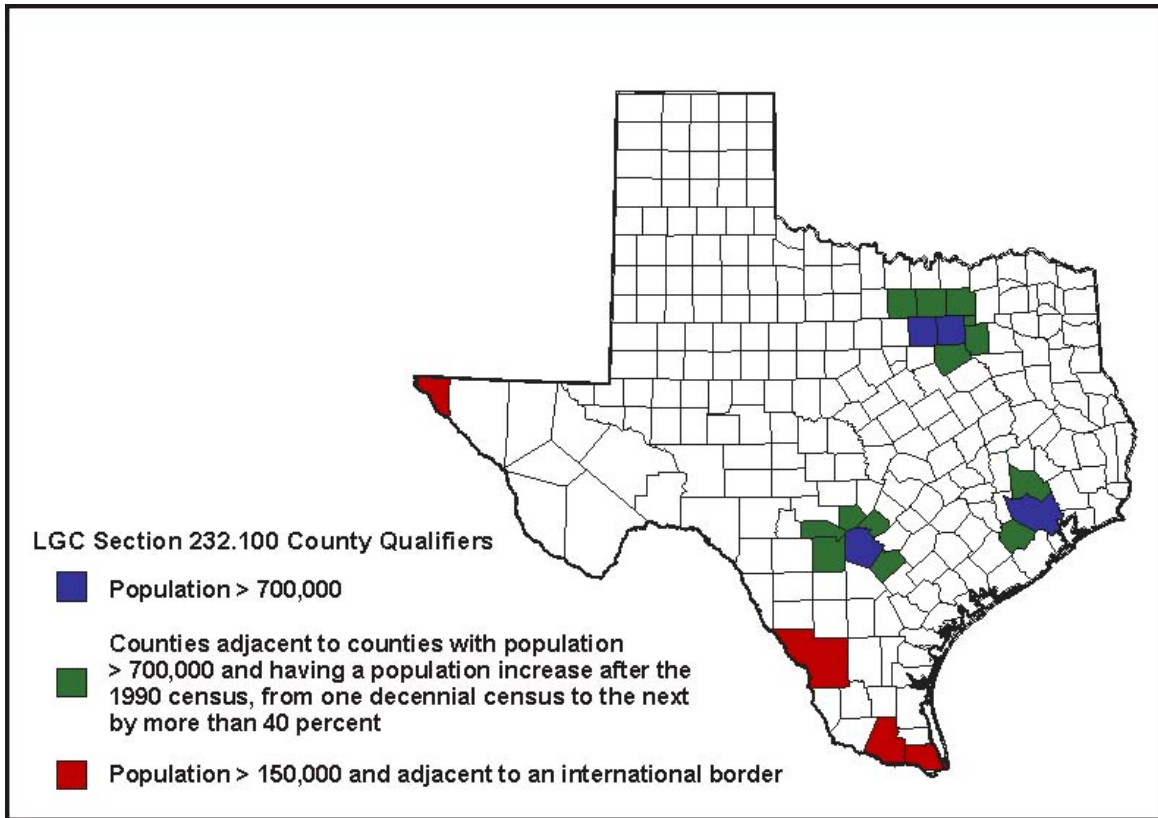 LGC Section 232.100 County Qualifiers
Population > 700,000
Counties adjacent to counties with population
> 700,000 and having a population increase after the
1990 census, from one decennial census to the next
by more than 40 percent
Population > 150,000 and adjacent to an international border